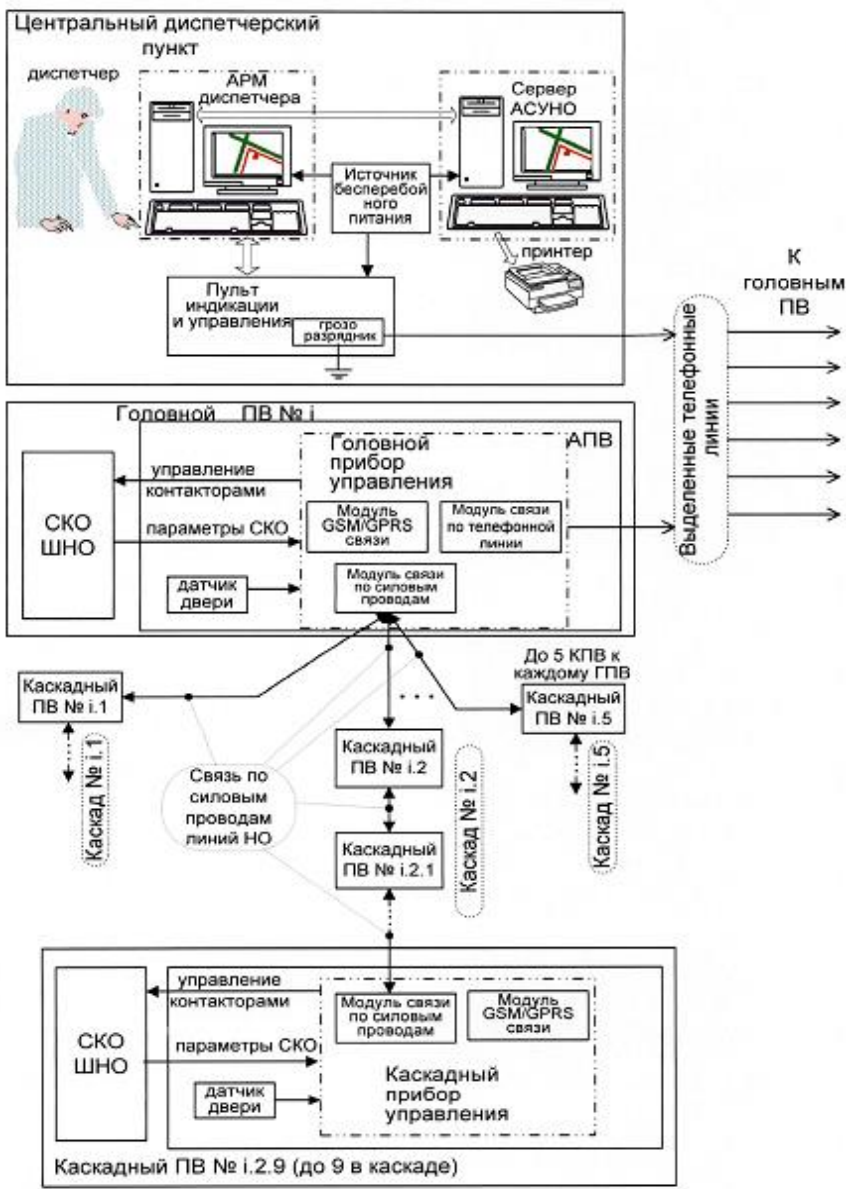 Центральный диспетчерский
пункт
диспетчер
АРМ
диспетчера
Сервер
АСУНО
Источник
бесперебой
ного
питания
принтер
Пульт
индикации
и управления
грозо
разрядник
К
головным
ПВ
Выделенные телефонные
линии
Головной ПВ № i
АПВ
Головной
прибор
управления
управление
контакторами
СКО
ШНО
параметры СКО
Модуль
GSM/GPRS
связи
Модуль связи
по телефонной
линии
датчик
двери
Модуль связи
по силовым
проводам
До 5 КПВ к
каждому ГПВ
Каскадный
ПВ № i.1
Каскадный
ПВ № i.5
Каскад № i.1
Связь по
силовым
проводам
линий НО
Каскадный
ПВ № i.2
Каскадный
ПВ № i.2.1
Каскад № i.2
Каскад № i.5
управление
контакторами
СКО
ШНО
параметры СКО
датчик
двери
Модуль связи
по силовым
проводам
Модуль
GSM/GPRS
связи
Каскадный
прибор
управления
Каскадный ПВ № i.2.9 (до 9 в каскаде)